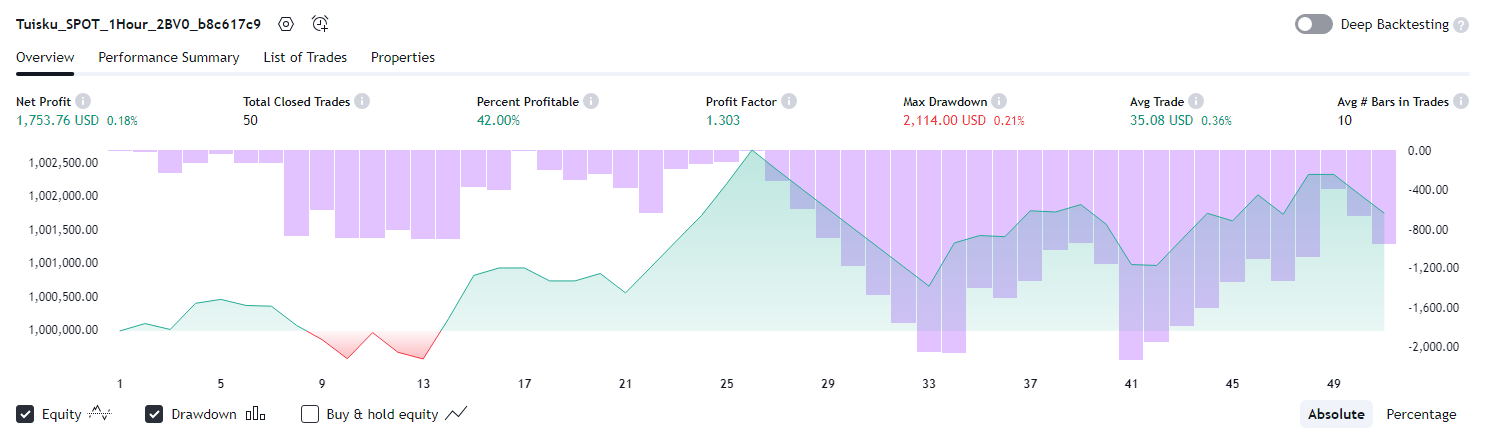 Tuisku_SPOT_1Hour_2BV0_b8c617c9
Deep Backtesting ?
Overview Performance Summary List of Trades Properties
Net Profit Total Closed Trades Percent Profitable Profit Factor Max Drawdown Avg Trade Avg # Bars in Trades
1,753.76 USD 0.18% 50 42.00% 1.303 2,114.00 USD 0.21% 35.08 USD 0.36% 10
1,002,500.00 0.00
1,002,000.00 -400.00
1,001,500.00 -800.00
1,001,000.00 -1,200.00
1,000,500.00 -1,600.00
1,000,000.00 -2,000.00
1 5 9 13 17 21 26 29 33 37 41 45 49
Equity Drawdown Buy & hold equity Absolute Percentage